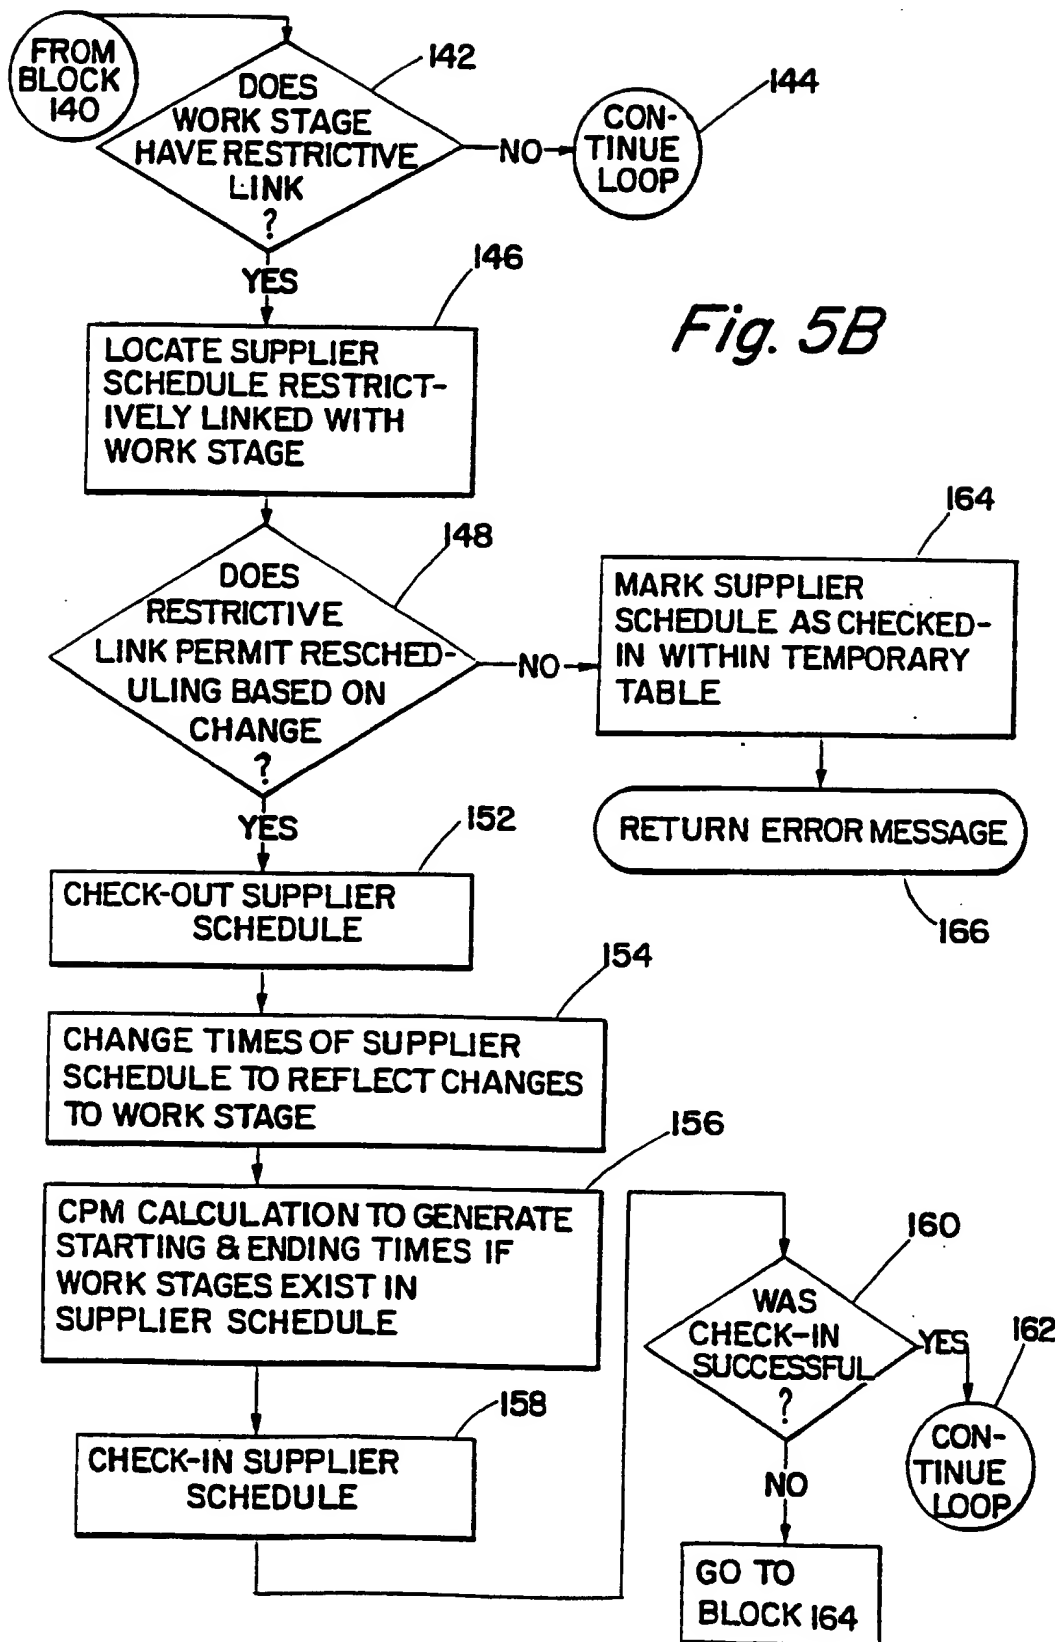 FROM
BLOCK
140
142
DOES
WORK STAGE
HAVE RESTRICTIVE
LINK
?
NO
144
CON-
TINUE
LOOP
YES
146
LOCATE SUPPLIER
SCHEDULE RESTRICT-
IVELY LINKED WITH
WORK STAGE
Fig. 5B
148
DOES
RESTRICTIVE
LINK PERMIT RESCHED-
ULING BASED ON
CHANGE
?
NO
164
MARK SUPPLIER
SCHEDULE AS CHECKED-
IN WITHIN TEMPORARY
TABLE
RETURN ERROR MESSAGE
166
YES
152
CHECK-OUT SUPPLIER
SCHEDULE
154
CHANGE TIMES OF SUPPLIER
SCHEDULE TO REFLECT CHANGES
TO WORK STAGE
156
CPM CALCULATION TO GENERATE
STARTING & ENDING TIMES IF
WORK STAGES EXIST IN
SUPPLIER SCHEDULE
158
CHECK-IN SUPPLIER
SCHEDULE
160
WAS
CHECK-IN
SUCCESSFUL
?
YES
162
CON-
TINUE
LOOP
NO
GO TO
BLOCK 164